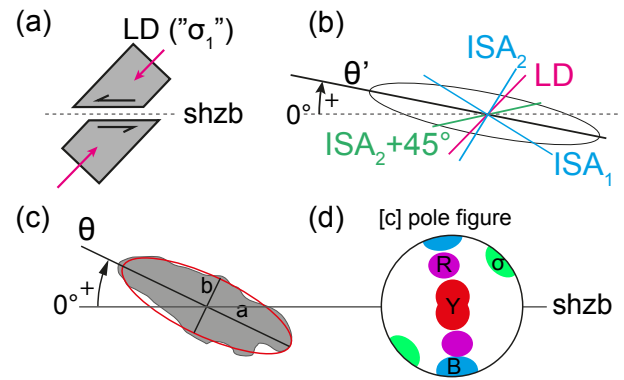 (a)
LD (”σ₁”)
shzb
(b)
ISA₂
LD
θ’
0°
+
ISA₂+45°
ISA₁
(c)
θ
0°
+
b
a
(d)
[c] pole figure
R
σ
Y
B
shzb